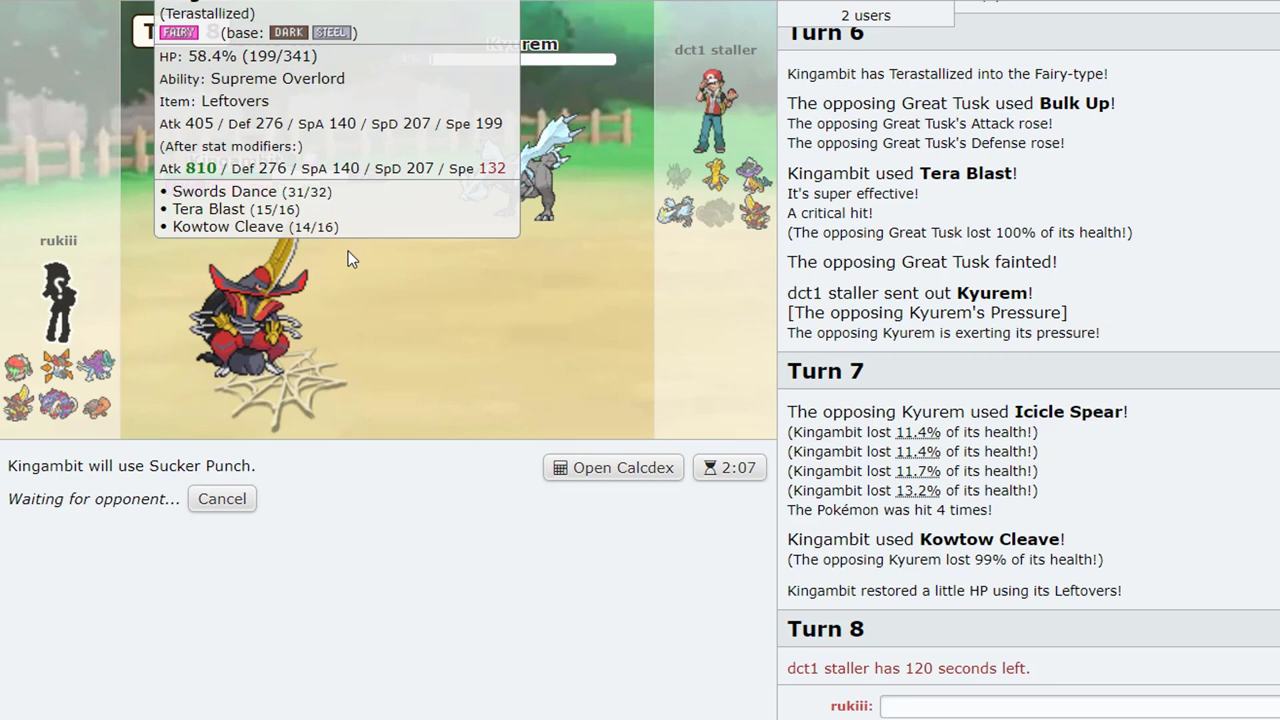 (Terastallized)
FAIRY (base: DARK STEEL)
HP: 58.4% (199/341)
Ability: Supreme Overlord
Item: Leftovers
Atk 405 / Def 276 / SpA 140 / SpD 207 / Spe 199
(After stat modifiers:)
Atk 810 / Def 276 / SpA 140 / SpD 207 / Spe 132
• Swords Dance (31/32)
• Tera Blast (15/16)
• Kowtow Cleave (14/16)
Kyurem
dct1 staller
rukiii
Kingambit will use Sucker Punch.
Open Calcdex
2:07
Waiting for opponent...
Cancel
2 users
Turn 6
Kingambit has Terastallized into the Fairy-type!
The opposing Great Tusk used Bulk Up!
The opposing Great Tusk's Attack rose!
The opposing Great Tusk's Defense rose!
Kingambit used Tera Blast!
It's super effective!
A critical hit!
(The opposing Great Tusk lost 100% of its health!)
The opposing Great Tusk fainted!
dct1 staller sent out Kyurem!
[The opposing Kyurem's Pressure]
The opposing Kyurem is exerting its pressure!
Turn 7
The opposing Kyurem used Icicle Spear!
(Kingambit lost 11.4% of its health!)
(Kingambit lost 11.4% of its health!)
(Kingambit lost 11.7% of its health!)
(Kingambit lost 13.2% of its health!)
The Pokémon was hit 4 times!
Kingambit used Kowtow Cleave!
(The opposing Kyurem lost 99% of its health!)
Kingambit restored a little HP using its Leftovers!
Turn 8
dct1 staller has 120 seconds left.
rukiii: